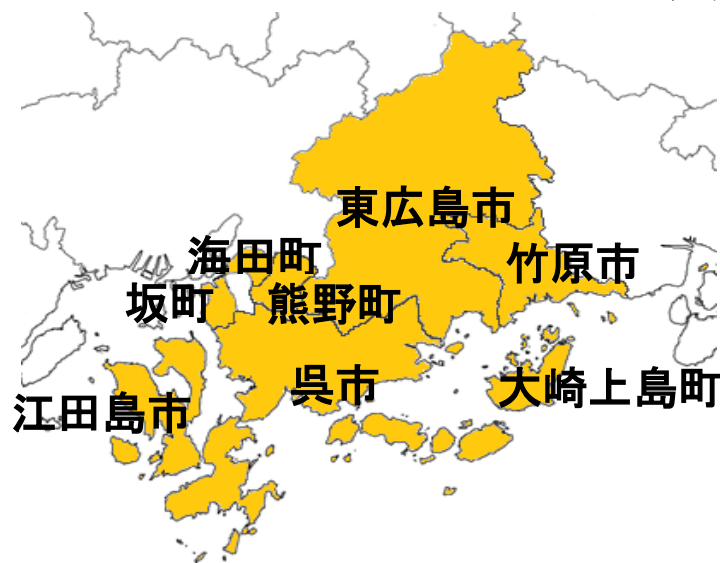 東広島市
海田町
竹原市
坂町
熊野町
呉市
大崎上島町
江田島市